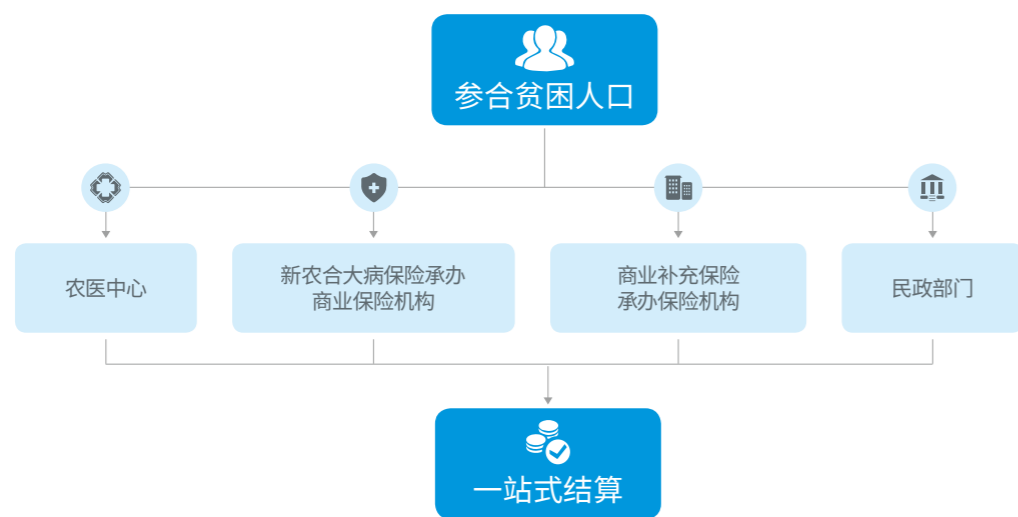 参合贫困人口
农医中心
新农合大病保险承办
商业保险机构
商业补充保险
承办保险机构
民政部门
一站式结算